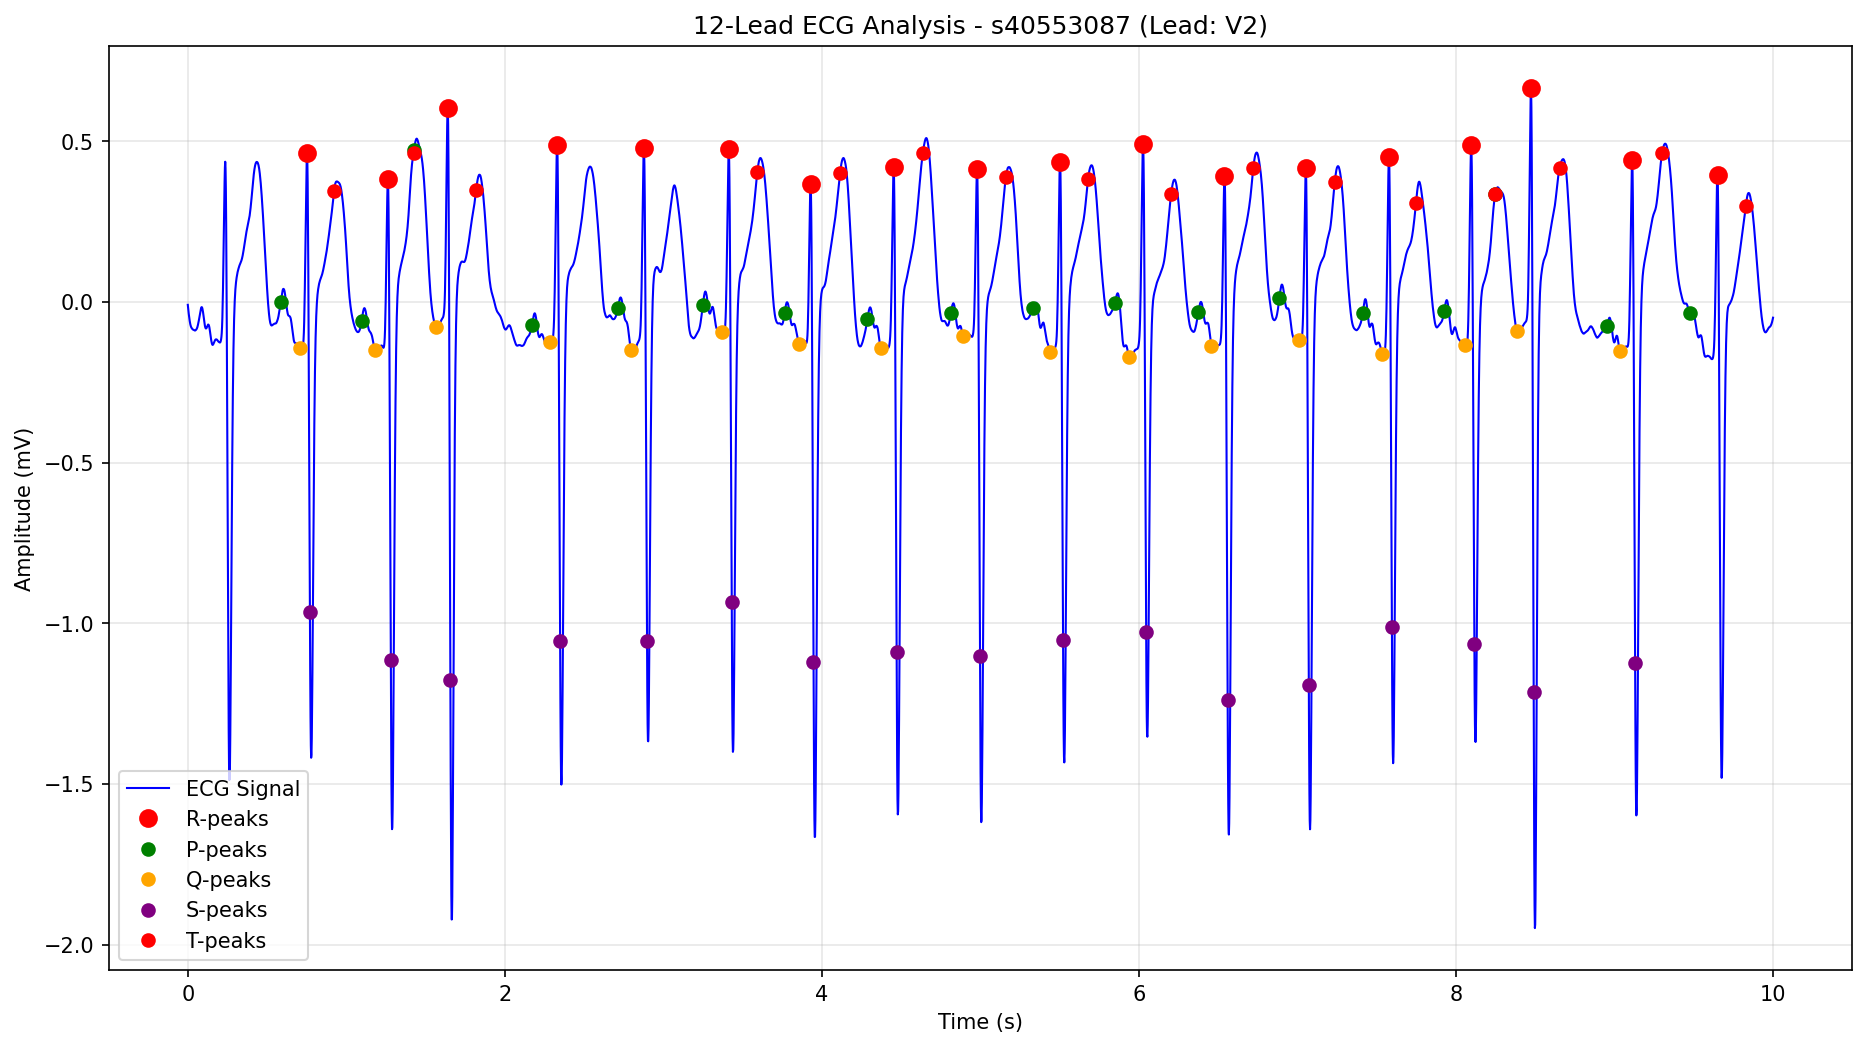 12-Lead ECG Analysis - s40553087 (Lead: V2)
Amplitude (mV)
0.5
0.0
−0.5
−1.0
−1.5
−2.0
ECG Signal
R-peaks
P-peaks
Q-peaks
S-peaks
T-peaks
0 2 4 6 8 10
Time (s)